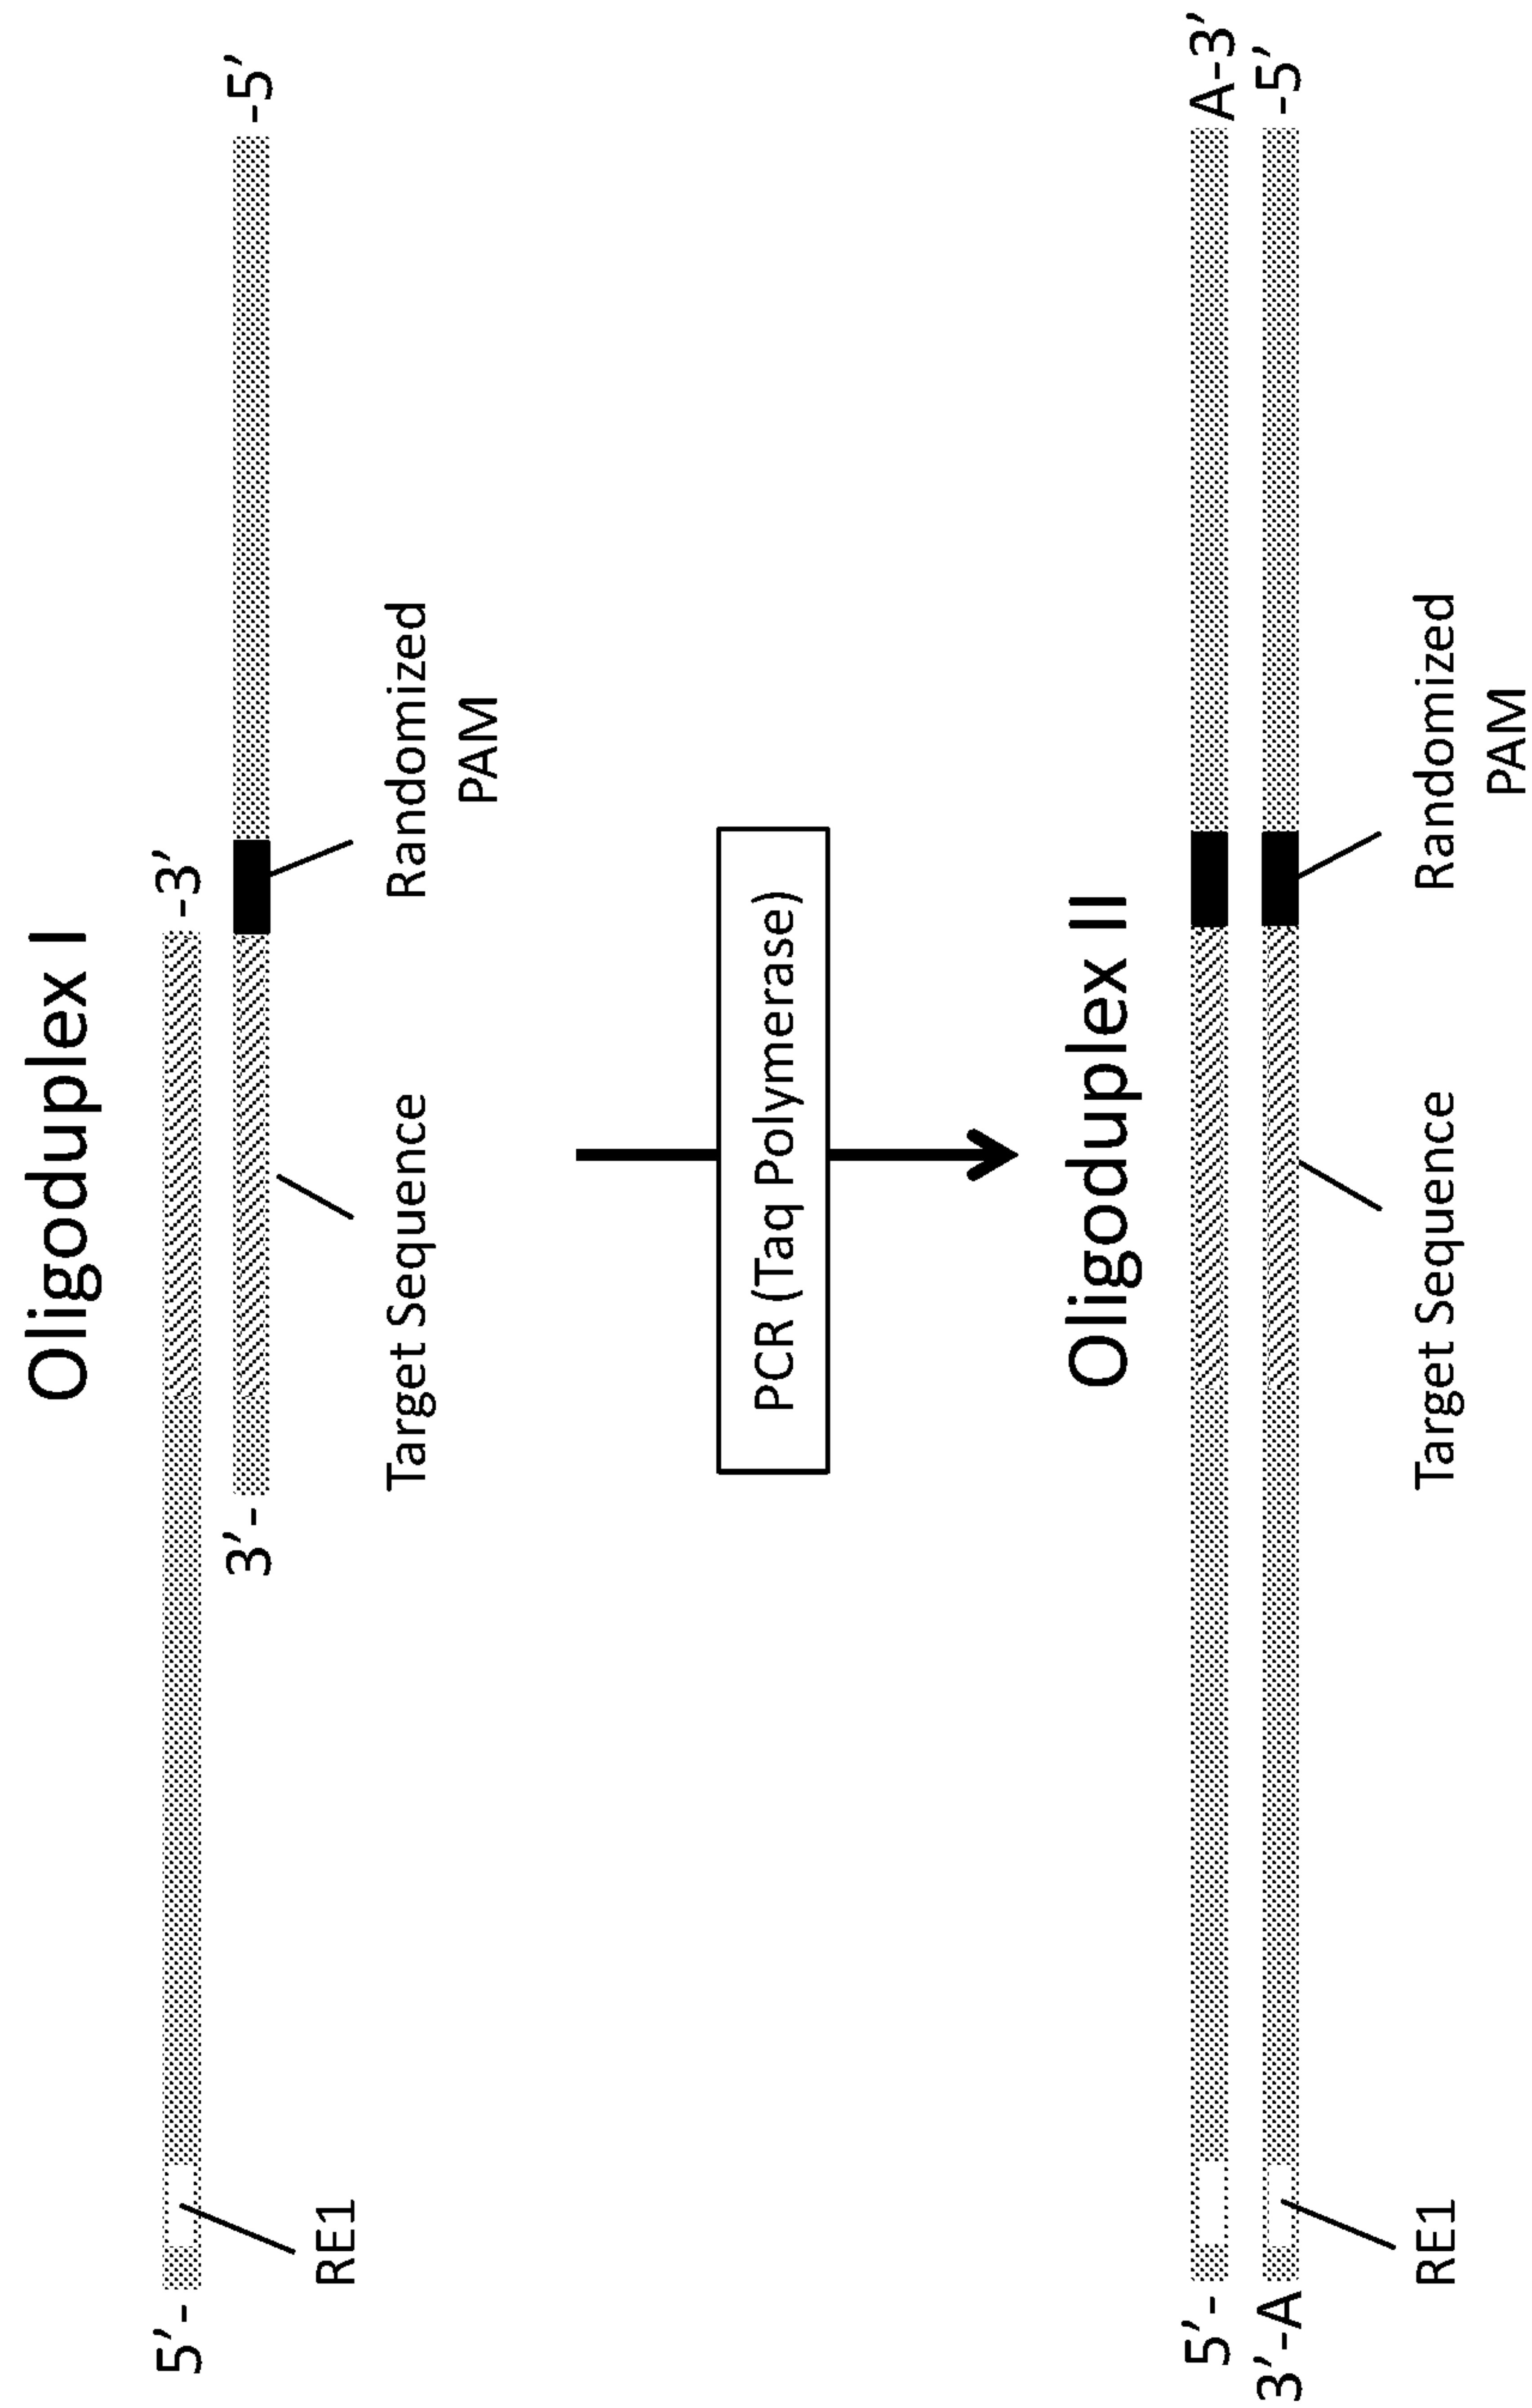 Oligoduplex I
5'- -3'
3'- -5'
RE1
Target Sequence
Randomized
PAM
PCR (Taq Polymerase)
Oligoduplex II
5'- A-3'
3'-A -5'
RE1
Target Sequence
Randomized
PAM